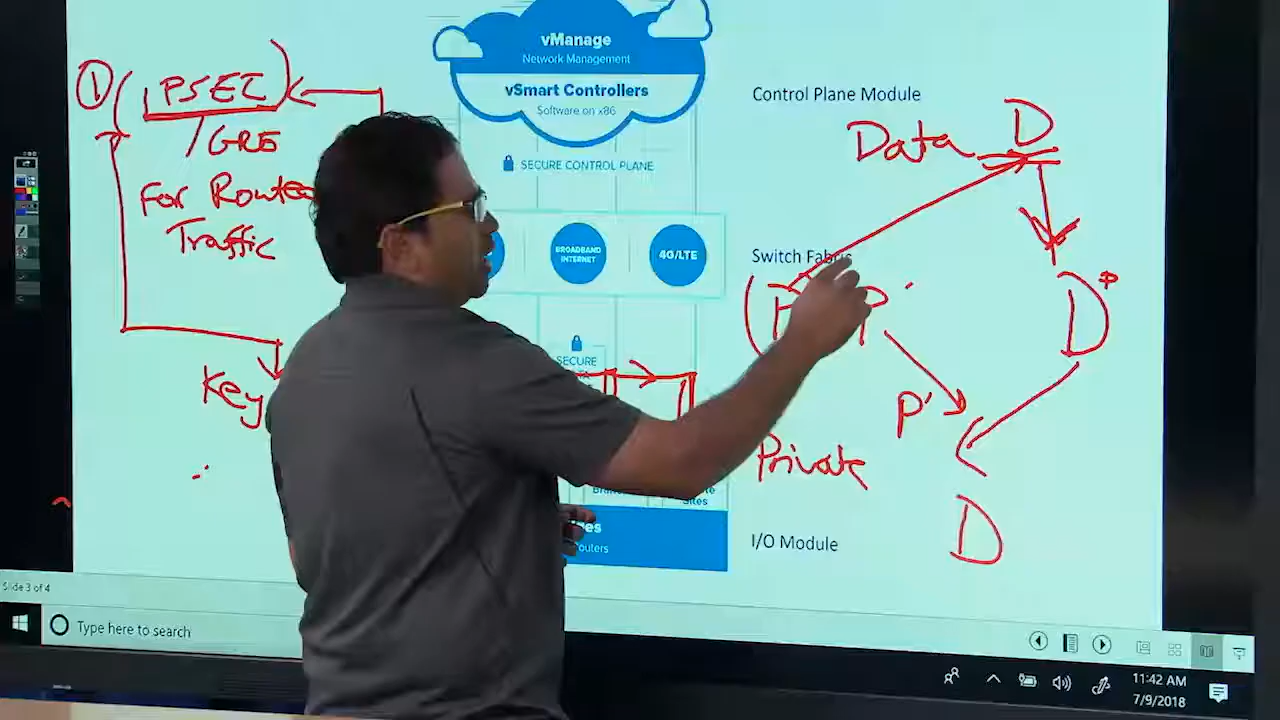 vManage
Network Management
vSmart Controllers
Software on x86
SECURE CONTROL PLANE
BROADBAND
INTERNET
4G/LTE
SECURE
Sites
Control Plane Module
Switch Fabric
I/O Module
①
IPSEC
/GRE
For Routed
Traffic
Key
Data D
D*
P'
Private
D
Slide 3 of 4
Type here to search
11:42 AM
7/9/2018